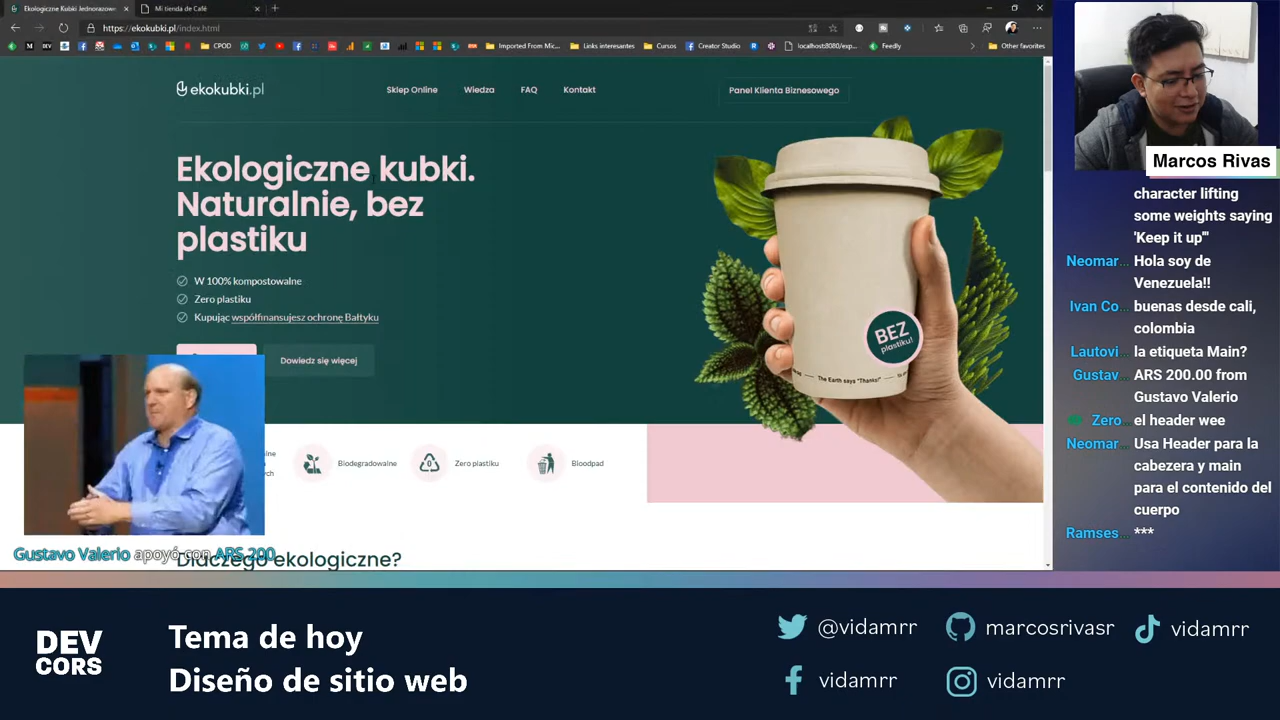 Ekologiczne Kubki Jednorazow
Mi tienda de Café
https://ekokubki.pl/index.html
CPOD
Imported From Mic...
Links interesantes
Cursos
Creator Studio
localhost:8080/exp...
Feedly
Other favorites
ekokubki.pl
Sklep Online
Wiedza
FAQ
Kontakt
Panel Klienta Biznesowego
Ekologiczne kubki.
Naturalnie, bez
plastiku
W 100% kompostowalne
Zero plastiku
Kupując współfinansujesz ochronę Bałtyku
Dowiedz się więcej
BEZ
plastiku!
The Earth says "Thanks!"
Biodegradowalne
Zero plastiku
Bioodpad
Dlaczego ekologiczne?
Gustavo Valerio apoyó con ARS 200
Marcos Rivas
character lifting
some weights saying
'Keep it up'"
Neomar... Hola soy de
Venezuela!!
Ivan Co... buenas desde cali,
colombia
Lautovi... la etiqueta Main?
Gustav... ARS 200.00 from
Gustavo Valerio
Zero... el header wee
Neomar... Usa Header para la
cabezera y main
para el contenido del
cuerpo
Ramses... ***
DEV
CORS
Tema de hoy
Diseño de sitio web
@vidamrr
marcosrivasr
vidamrr
vidamrr
vidamrr